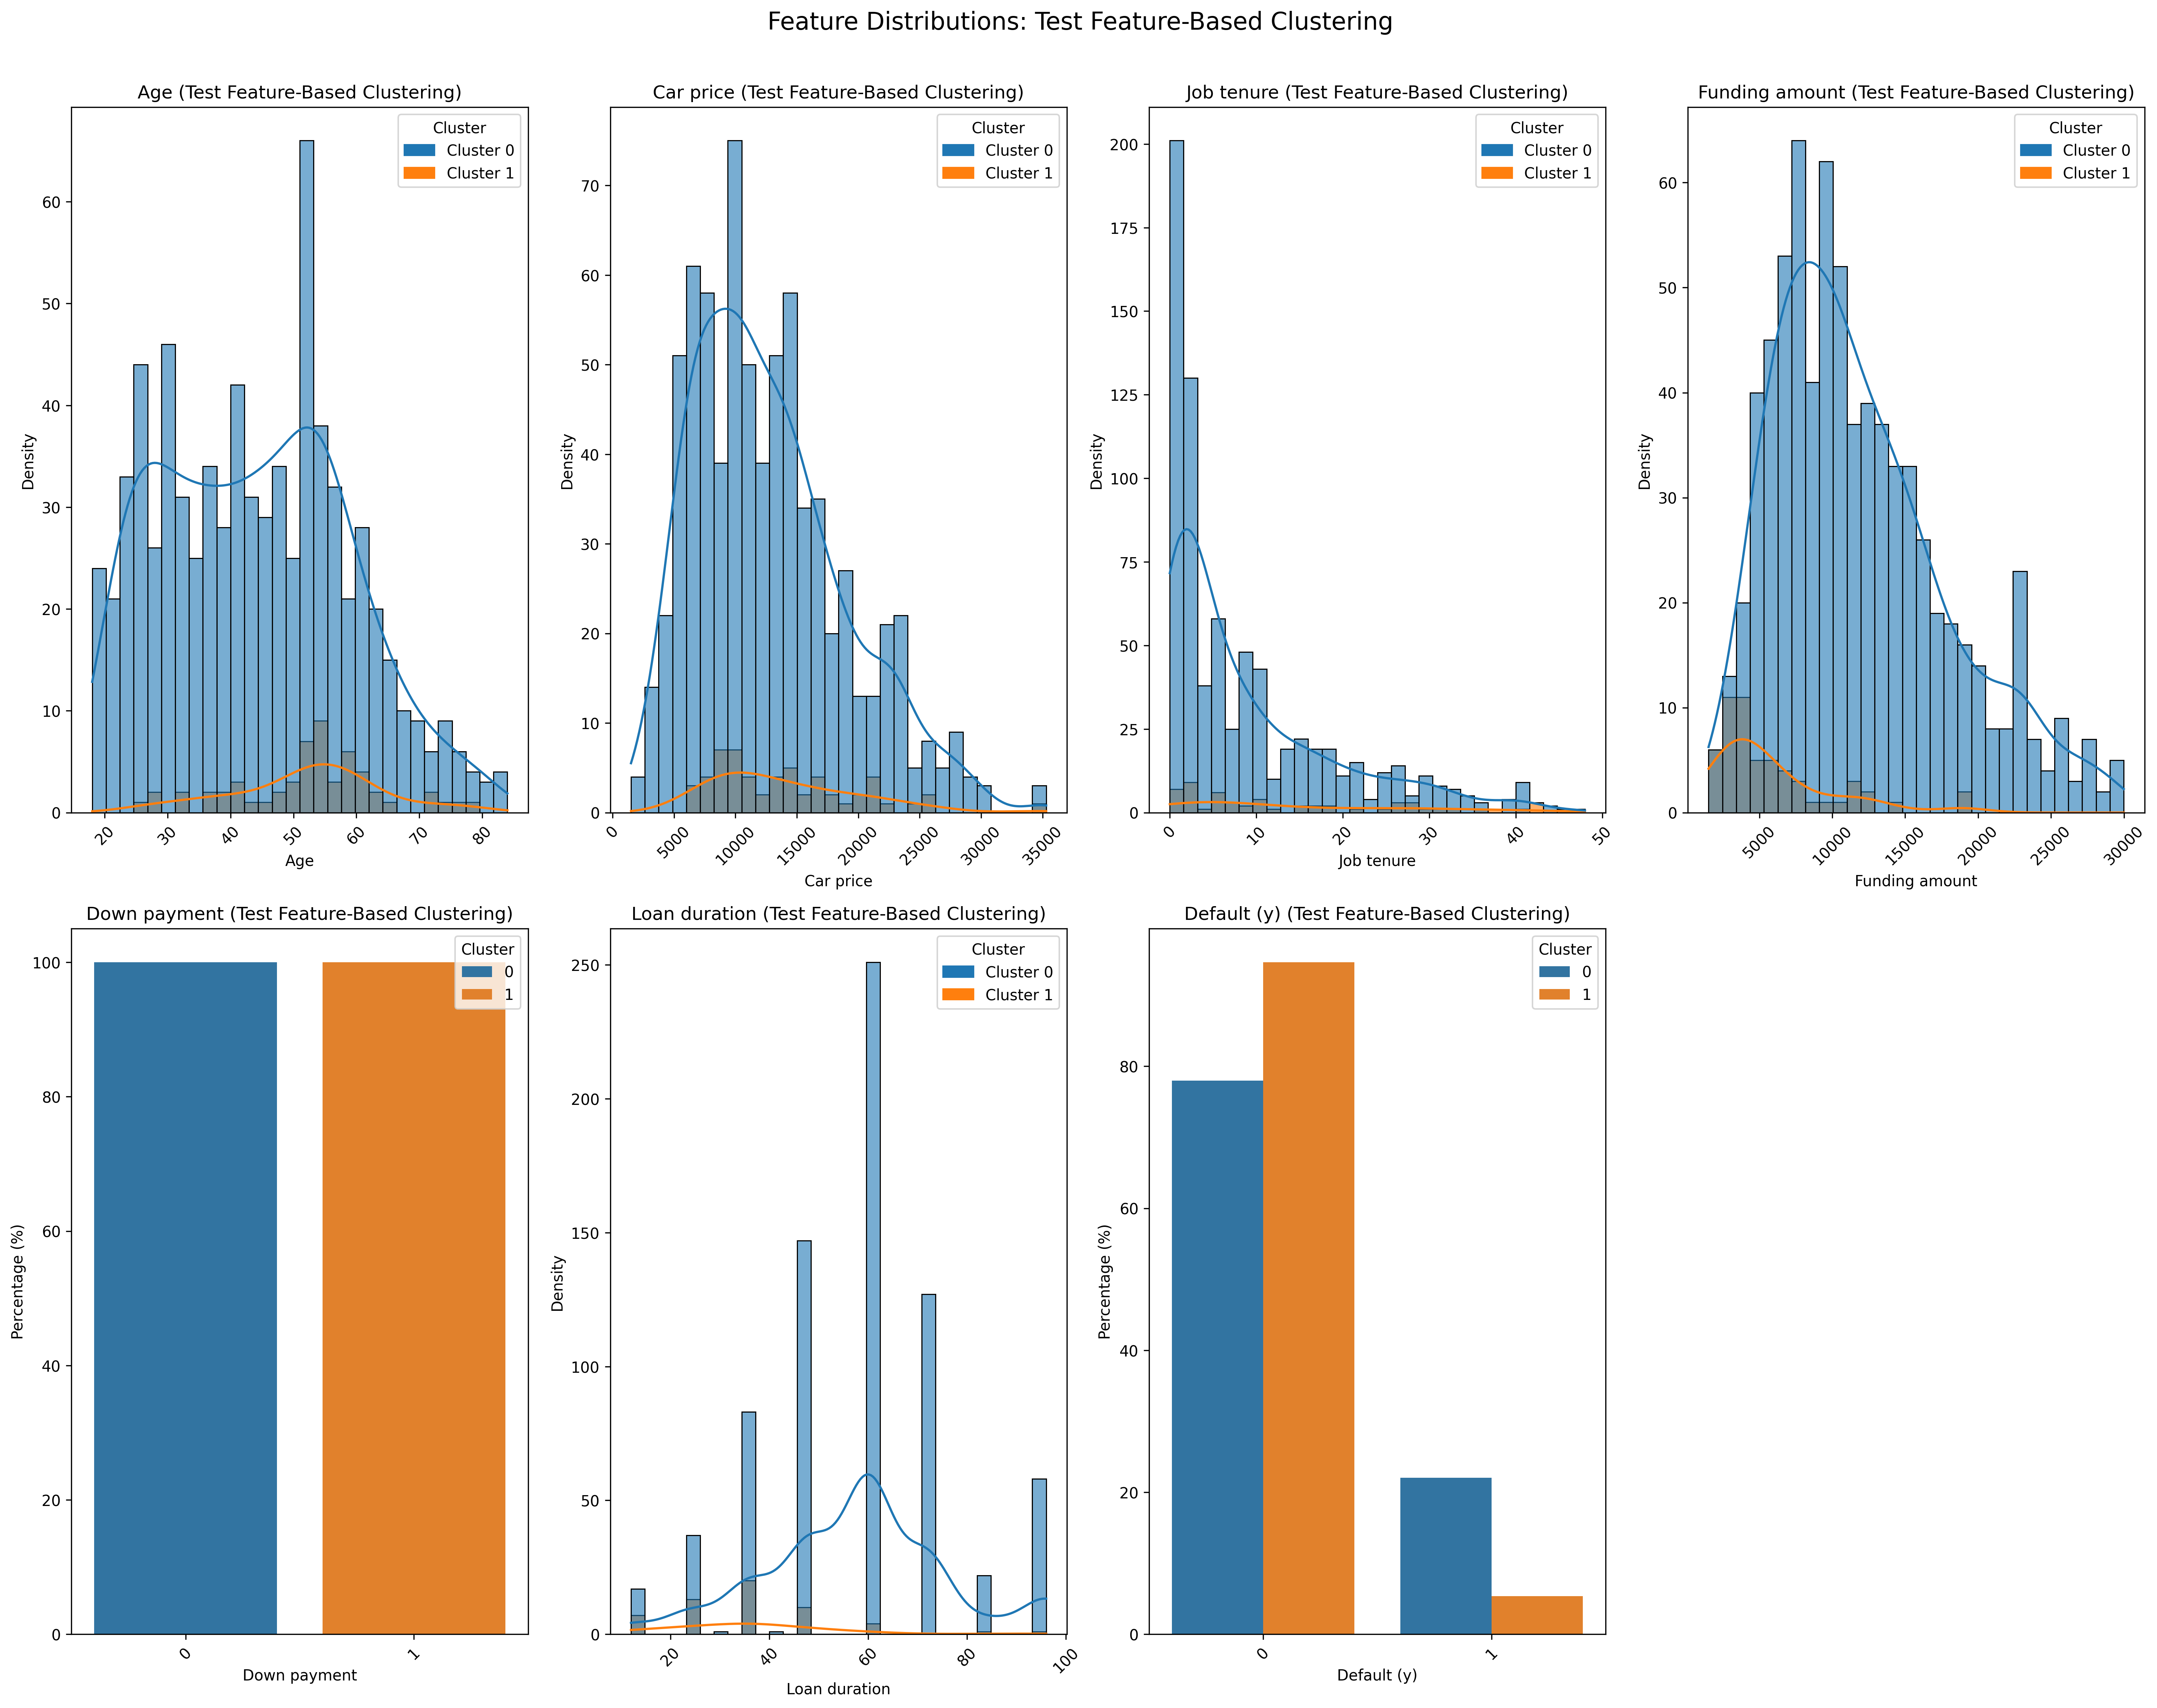 Feature Distributions: Test Feature-Based Clustering
Age (Test Feature-Based Clustering)
Cluster
Cluster 0
Cluster 1
Density
60
50
40
30
20
10
0
20
30
40
50
60
70
80
Age
Car price (Test Feature-Based Clustering)
Cluster
Cluster 0
Cluster 1
Density
70
60
50
40
30
20
10
0
0
5000
10000
15000
20000
25000
30000
35000
Car price
Job tenure (Test Feature-Based Clustering)
Cluster
Cluster 0
Cluster 1
Density
200
175
150
125
100
75
50
25
0
0
10
20
30
40
50
Job tenure
Funding amount (Test Feature-Based Clustering)
Cluster
Cluster 0
Cluster 1
Density
60
50
40
30
20
10
0
5000
10000
15000
20000
25000
30000
Funding amount
Down payment (Test Feature-Based Clustering)
Cluster
0
1
Percentage (%)
100
80
60
40
20
0
0
1
Down payment
Loan duration (Test Feature-Based Clustering)
Cluster
Cluster 0
Cluster 1
Density
250
200
150
100
50
0
20
40
60
80
100
Loan duration
Default (y) (Test Feature-Based Clustering)
Cluster
0
1
Percentage (%)
80
60
40
20
0
0
1
Default (y)